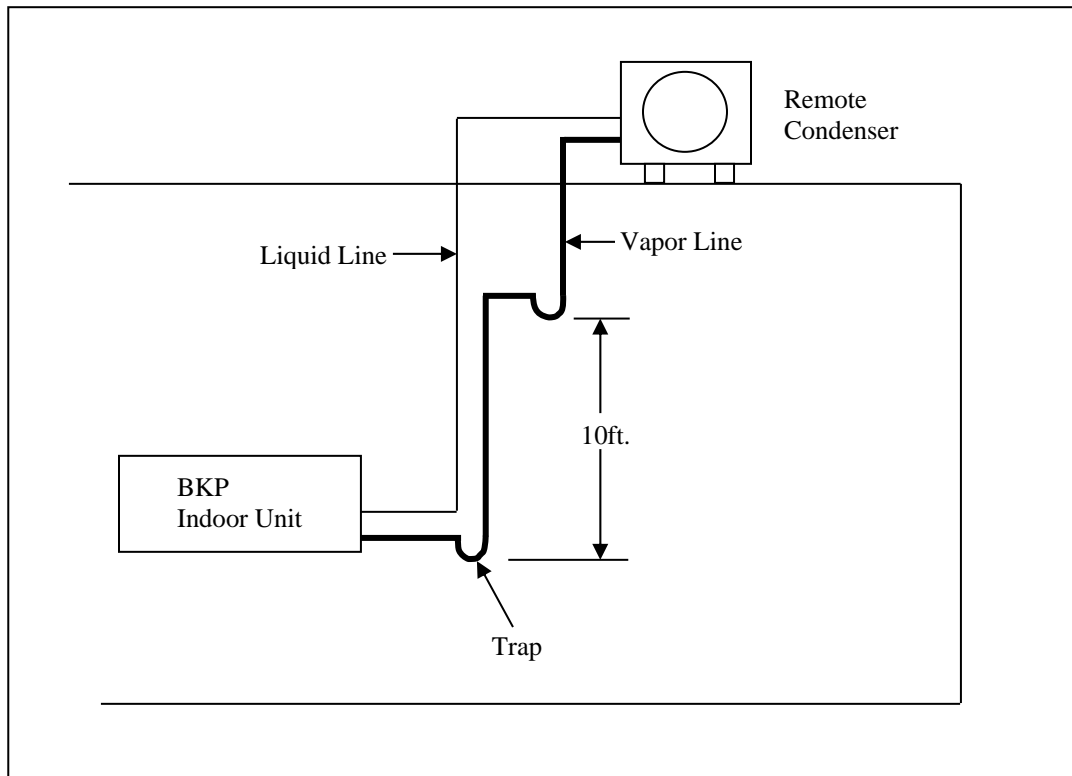 Remote
Condenser
Liquid Line
Vapor Line
10ft.
BKP
Indoor Unit
Trap